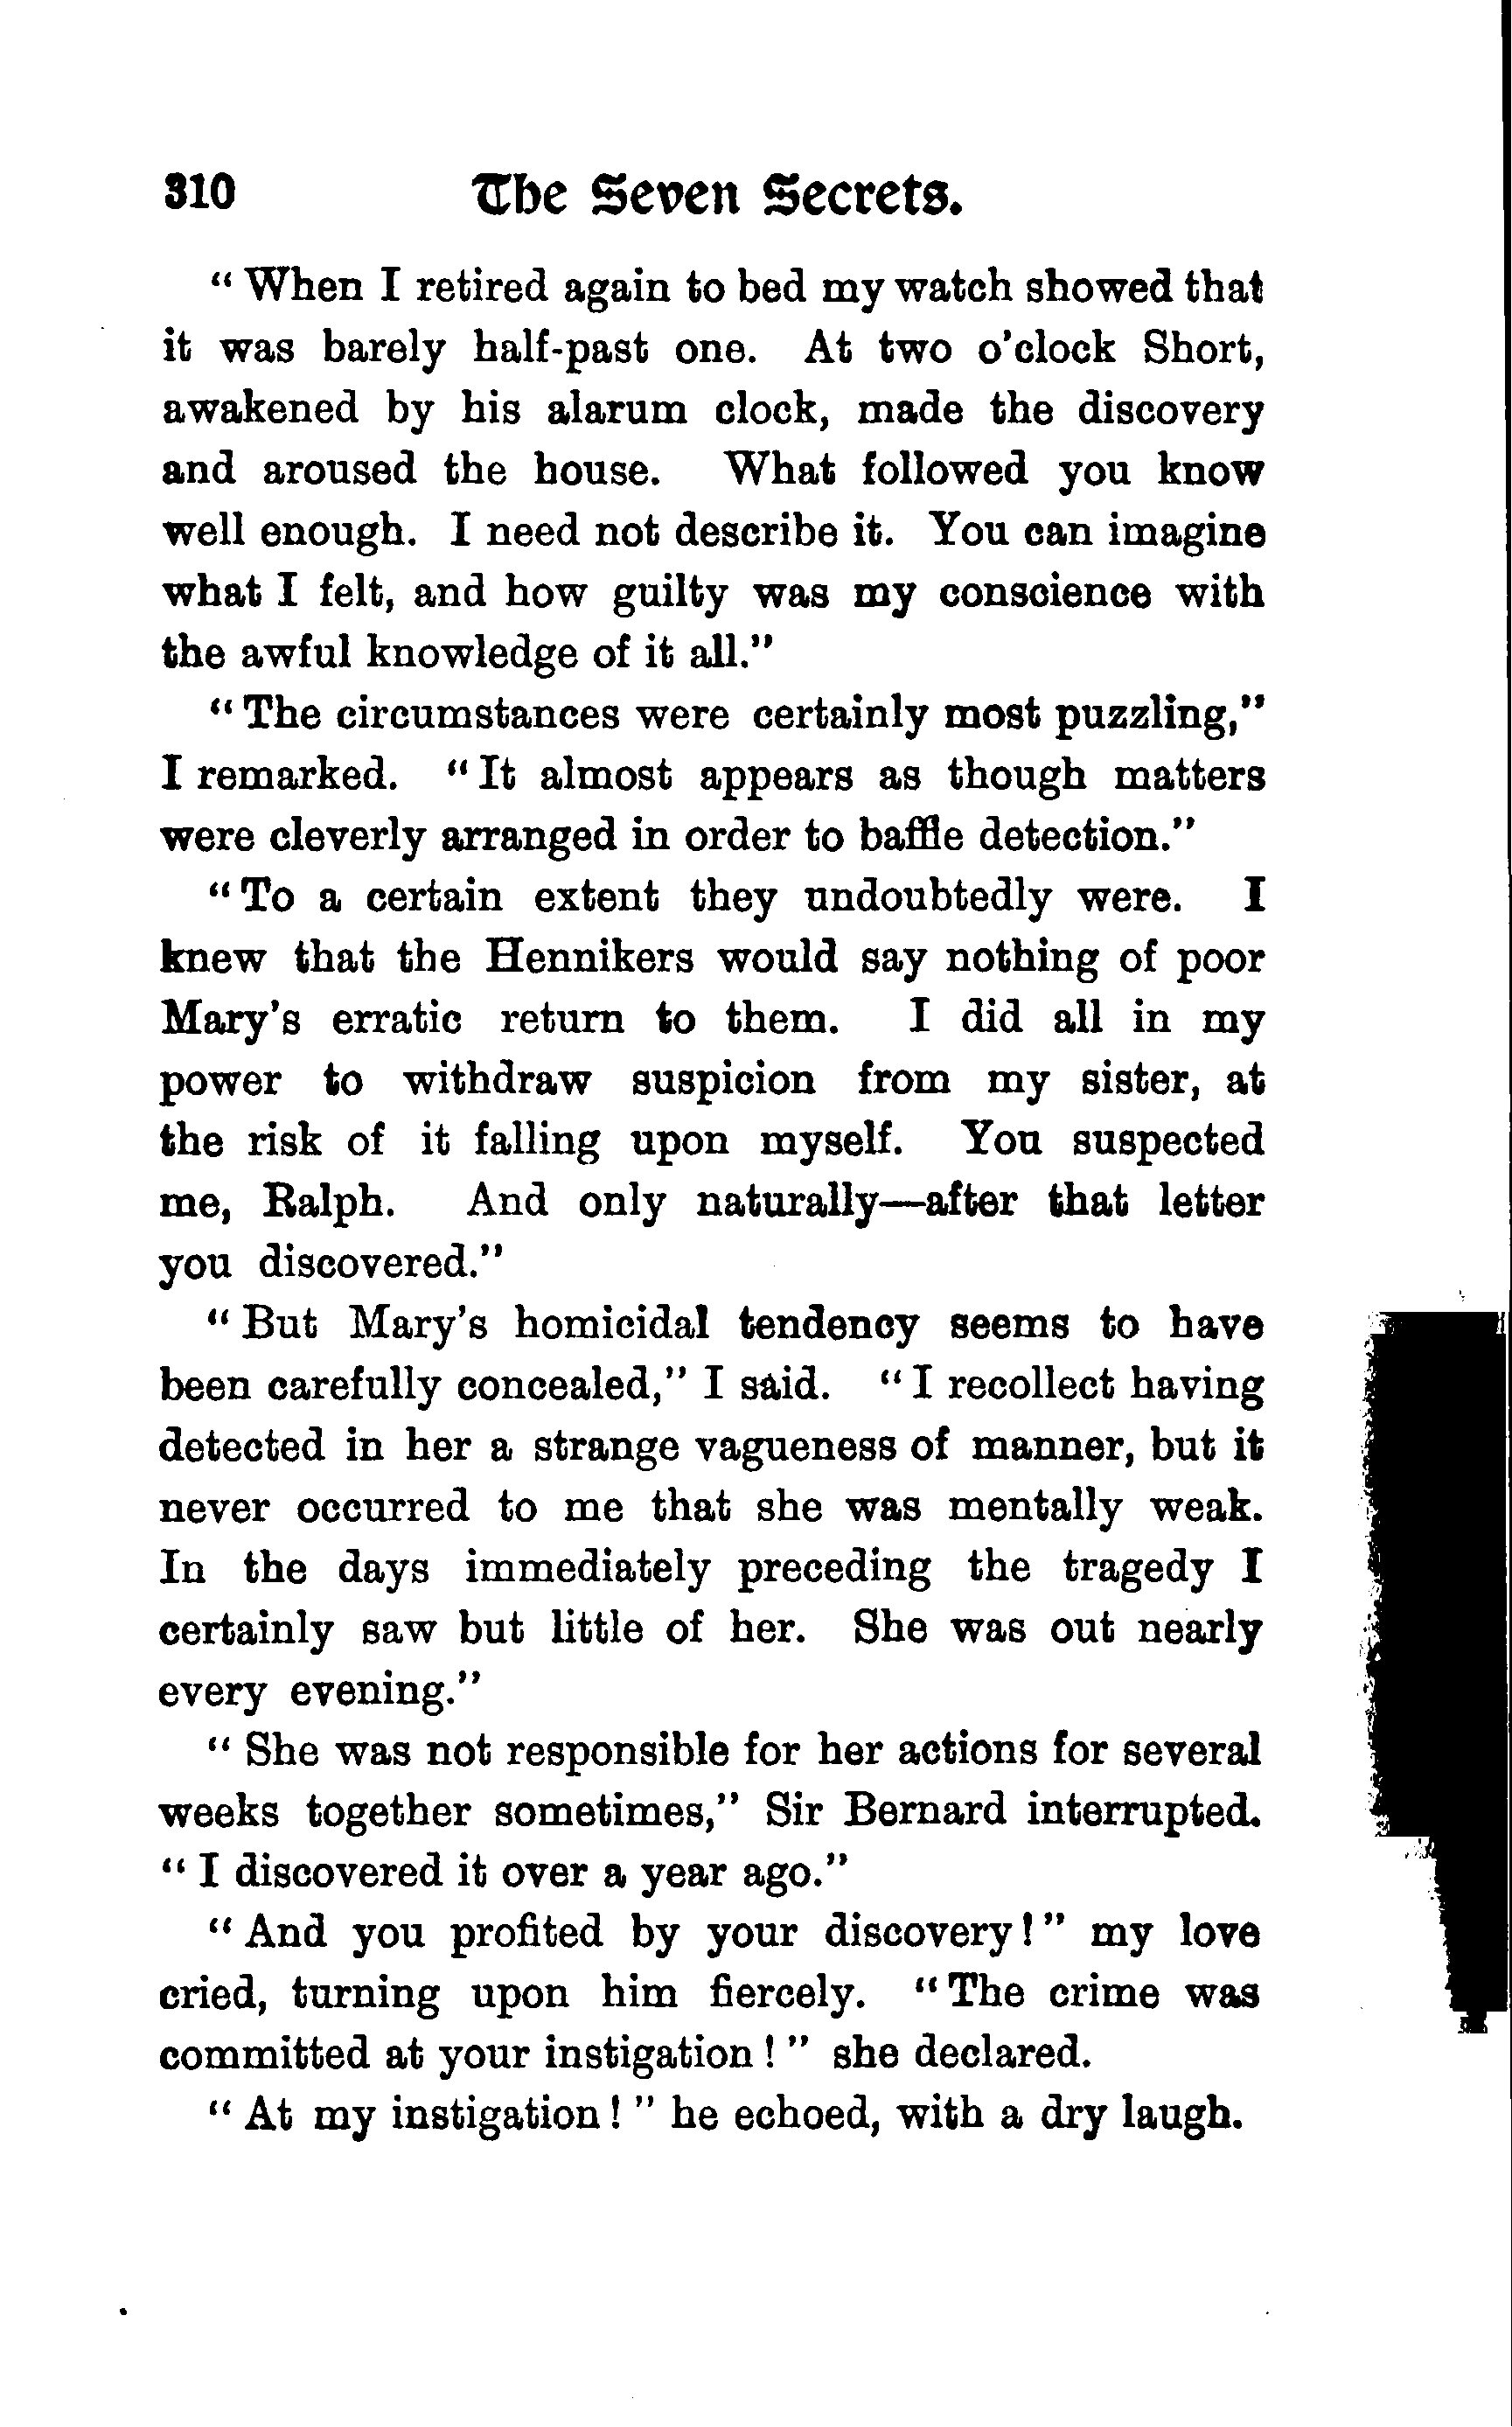 310 The Seven Secrets.
" When I retired again to bed my watch showed that
it was barely half-past one. At two o'clock Short,
awakened by his alarum clock, made the discovery
and aroused the house. What followed you know
well enough. I need not describe it. You can imagine
what I felt, and how guilty was my conscience with
the awful knowledge of it all."
" The circumstances were certainly most puzzling,"
I remarked. " It almost appears as though matters
were cleverly arranged in order to baffle detection."
" To a certain extent they undoubtedly were. I
knew that the Hennikers would say nothing of poor
Mary's erratic return to them. I did all in my
power to withdraw suspicion from my sister, at
the risk of it falling upon myself. You suspected
me, Ralph. And only naturally—after that letter
you discovered."
" But Mary's homicidal tendency seems to have
been carefully concealed," I said. " I recollect having
detected in her a strange vagueness of manner, but it
never occurred to me that she was mentally weak.
In the days immediately preceding the tragedy I
certainly saw but little of her. She was out nearly
every evening."
" She was not responsible for her actions for several
weeks together sometimes," Sir Bernard interrupted.
" I discovered it over a year ago."
" And you profited by your discovery ! " my love
cried, turning upon him fiercely. " The crime was
committed at your instigation ! " she declared.
" At my instigation ! " he echoed, with a dry laugh.